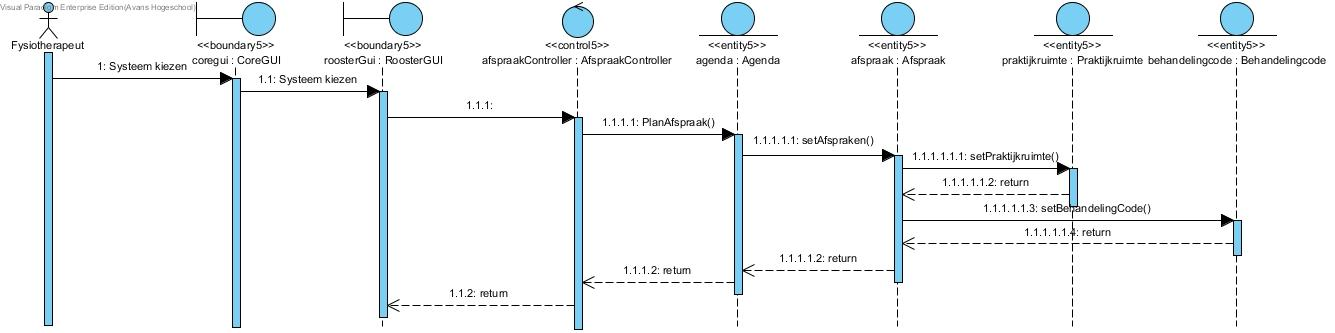 Visual Paradigm Enterprise Edition(Avans Hogeschool)
Fysiotherapeut
<<boundary5>>
coregui : CoreGUI
<<boundary5>>
roosterGui : RoosterGUI
<<control5>>
afspraakController : AfspraakController
<<entity5>>
agenda : Agenda
<<entity5>>
afspraak : Afspraak
<<entity5>>
praktijkruimte : Praktijkruimte
<<entity5>>
behandelingcode : Behandelingcode
1: Systeem kiezen
1.1: Systeem kiezen
1.1.1:
1.1.1.1: PlanAfspraak()
1.1.1.1.1: setAfspraken()
1.1.1.1.1.1: setPraktijkruimte()
1.1.1.1.1.2: return
1.1.1.1.1.3: setBehandelingCode()
1.1.1.1.1.4: return
1.1.1.1.2: return
1.1.1.2: return
1.1.2: return